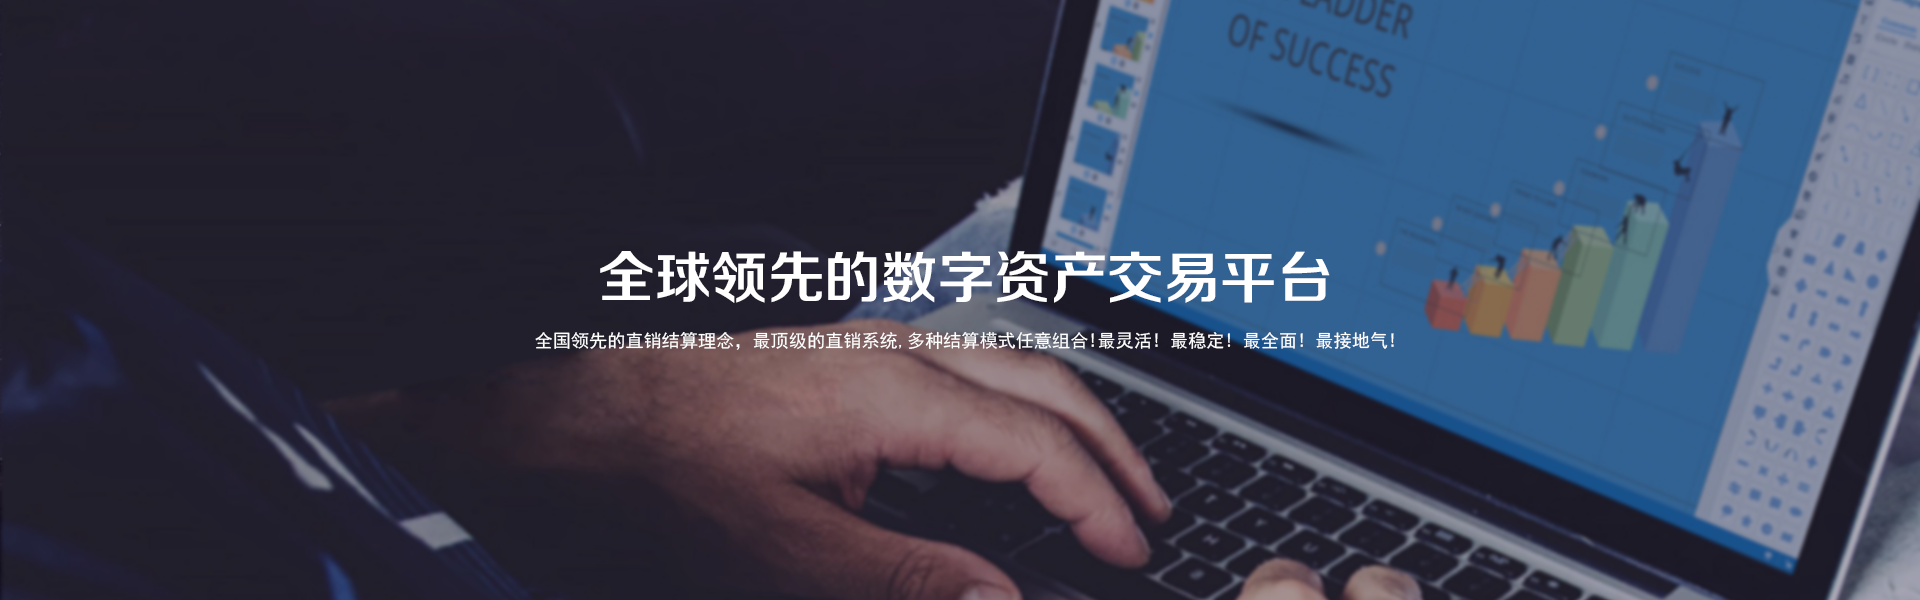 LADDER
OF SUCCESS
全球领先的数字资产交易平台
全国领先的直销结算理念，最顶级的直销系统,多种结算模式任意组合!最灵活！最稳定！最全面！最接地气!